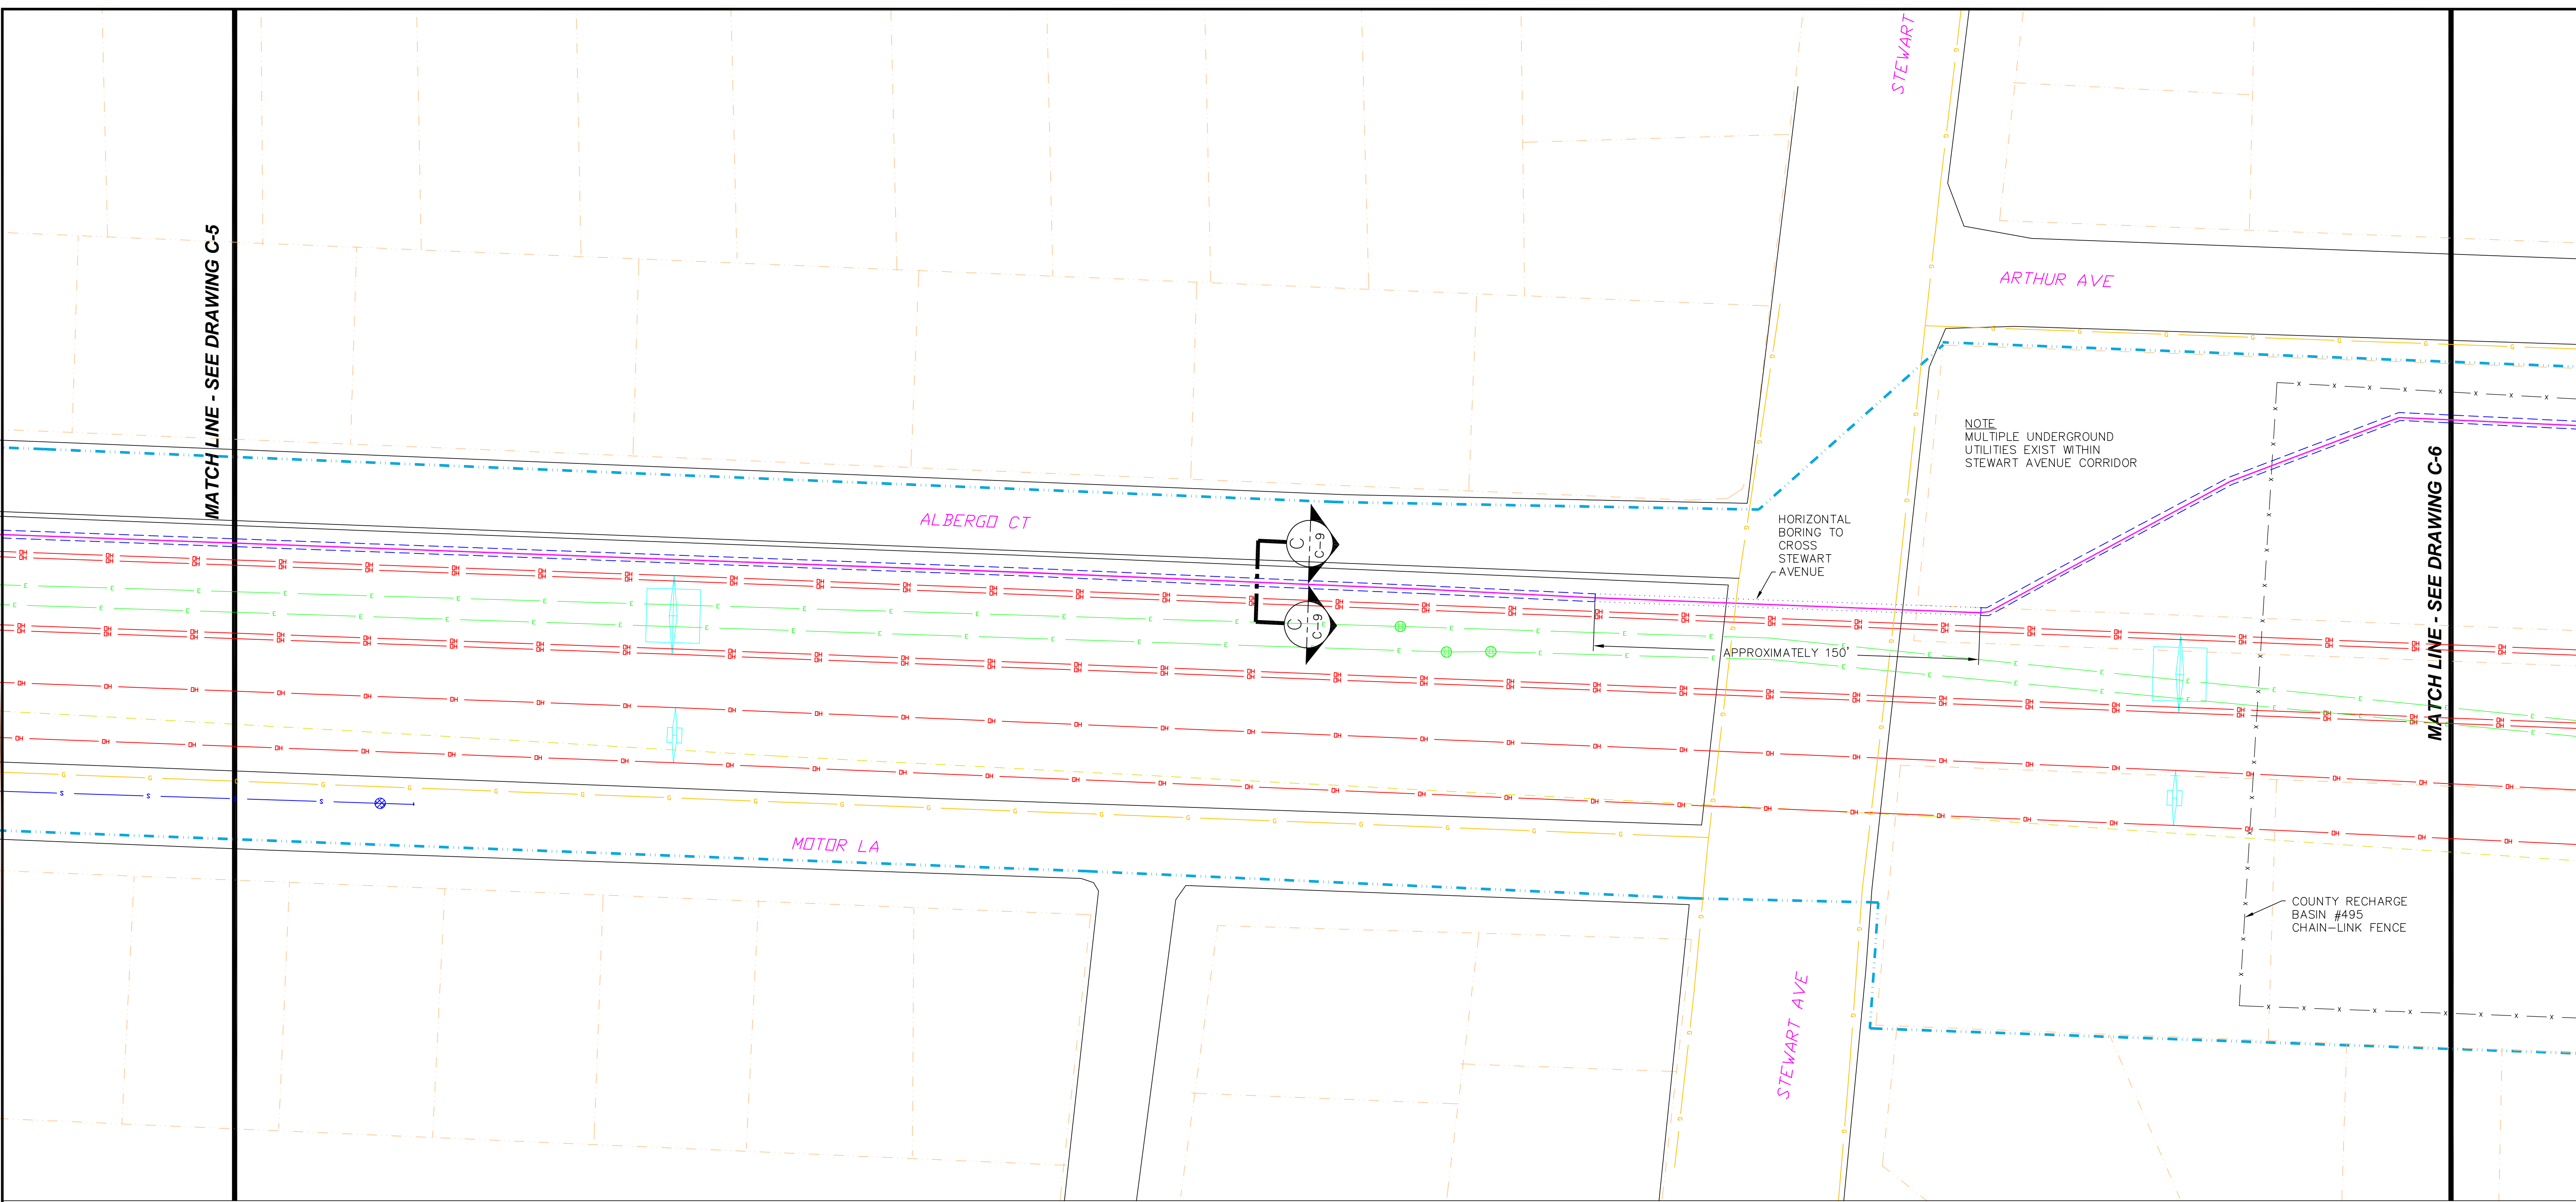 STEWART
MATCH LINE - SEE DRAWING C-5
ARTHUR AVE
NOTE
MULTIPLE UNDERGROUND
UTILITIES EXIST WITHIN
STEWART AVENUE CORRIDOR
ALBERGO CT
C
C-9
C
C-9
HORIZONTAL
BORING TO
CROSS
STEWART
AVENUE
APPROXIMATELY 150'
MATCH LINE - SEE DRAWING C-6
MOTOR LA
STEWART AVE
COUNTY RECHARGE
BASIN #495
CHAIN-LINK FENCE